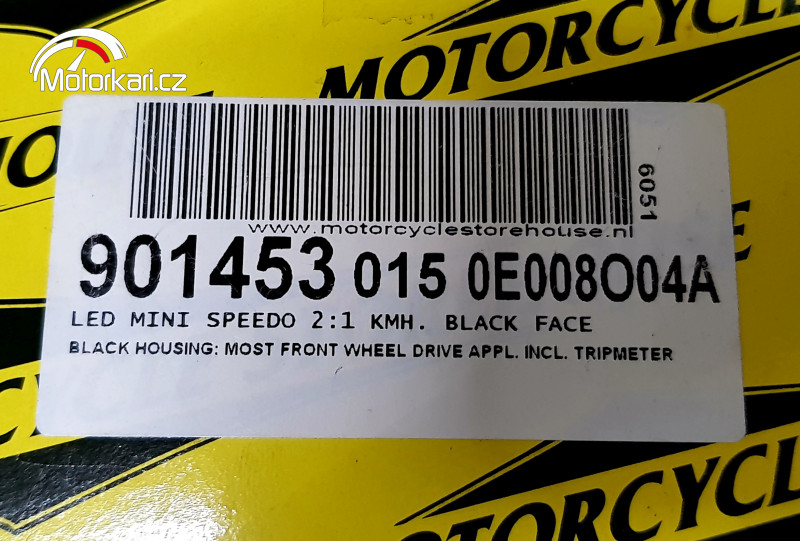 Motorkari.cz
MOTORCYCLE
MOTORCYCLE
6051
www.motorcyclestorehouse.nl
901453 015 0E008O04A
LED MINI SPEEDO 2:1 KMH. BLACK FACE
BLACK HOUSING: MOST FRONT WHEEL DRIVE APPL. INCL. TRIPMETER
MOTORCYCLE